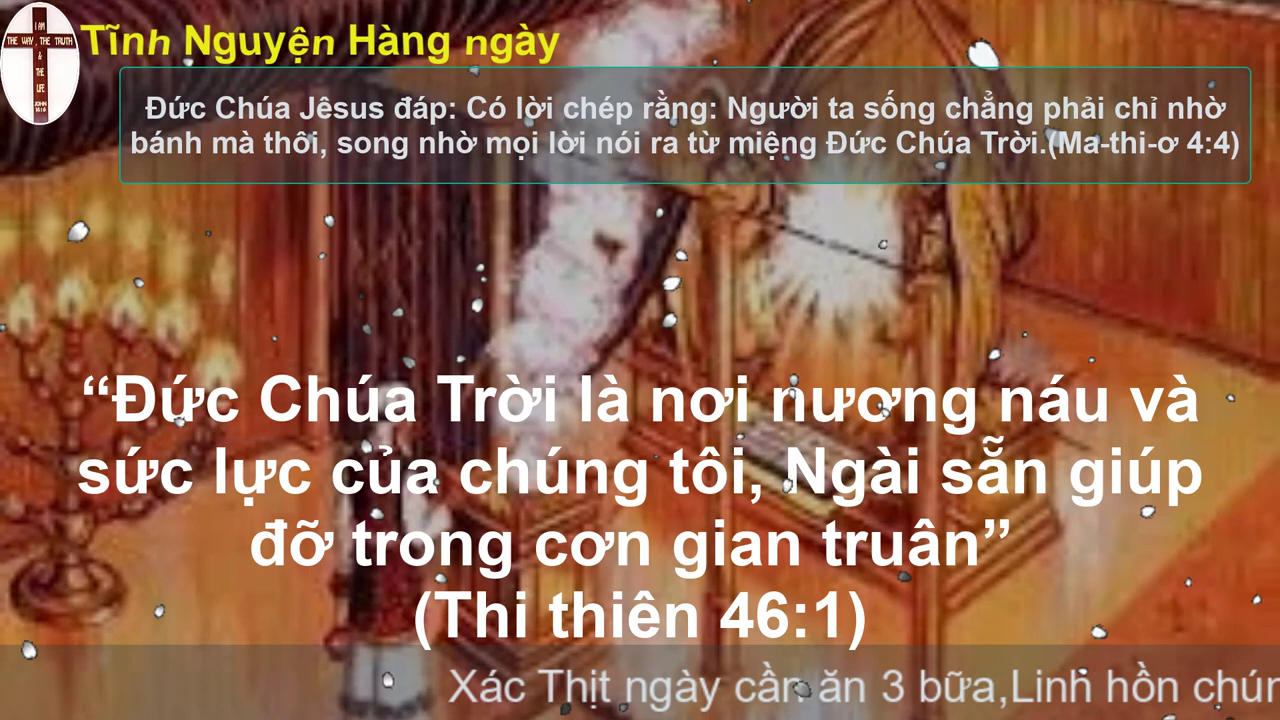 I AM
THE WAY, THE TRUTH
&
THE
LIFE
JOHN
Tĩnh Nguyện Hàng ngày
Đức Chúa Jêsus đáp: Có lời chép rằng: Người ta sống chẳng phải chỉ nhờ
bánh mà thôi, song nhờ mọi lời nói ra từ miệng Đức Chúa Trời.(Ma-thi-ơ 4:4)
“Đức Chúa Trời là nơi nương náu và
sức lực của chúng tôi, Ngài sẵn giúp
đỡ trong cơn gian truân”
(Thi thiên 46:1)
Xác Thịt ngày cần ăn 3 bữa,Linh hồn